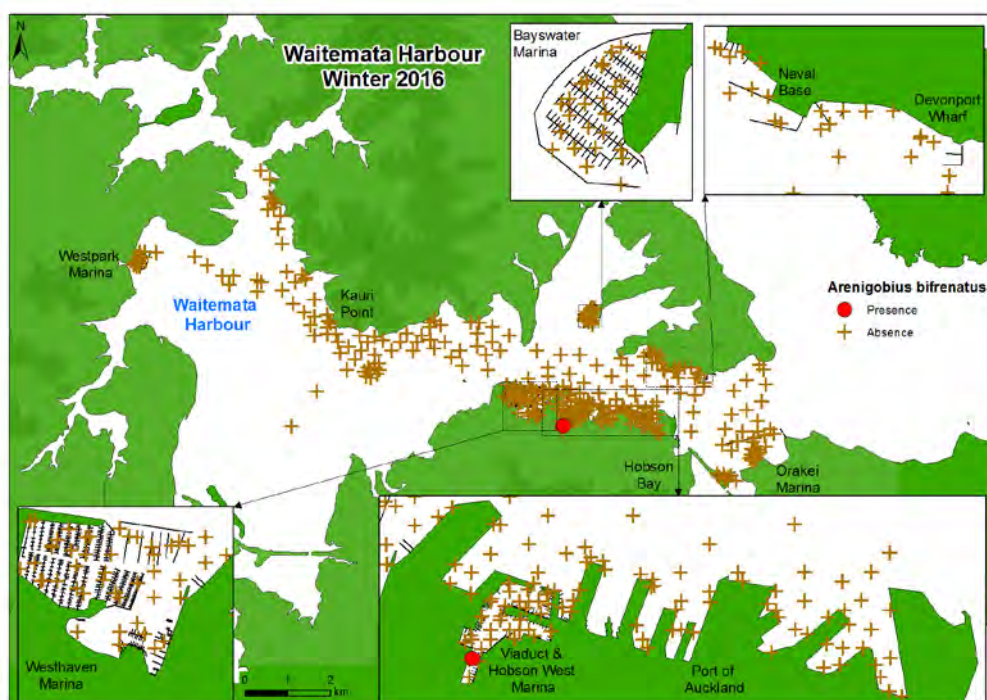 N
Waitemata Harbour
Winter 2016
Bayswater
Marina
Naval
Base
Devonport
Wharf
Westpark
Marina
Waitemata
Harbour
Kauri
Point
Arenigobius bifrenatus
Presence
Absence
Hobson
Bay
Orakei
Marina
Westhaven
Marina
0 1 2
km
Viaduct &
Hobson West
Marina
Port of
Auckland